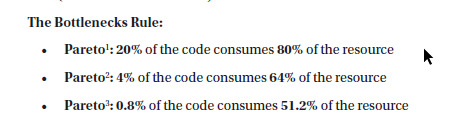 The Bottlenecks Rule:
• Pareto¹: 20% of the code consumes 80% of the resource
• Pareto²: 4% of the code consumes 64% of the resource
• Pareto³: 0.8% of the code consumes 51.2% of the resource